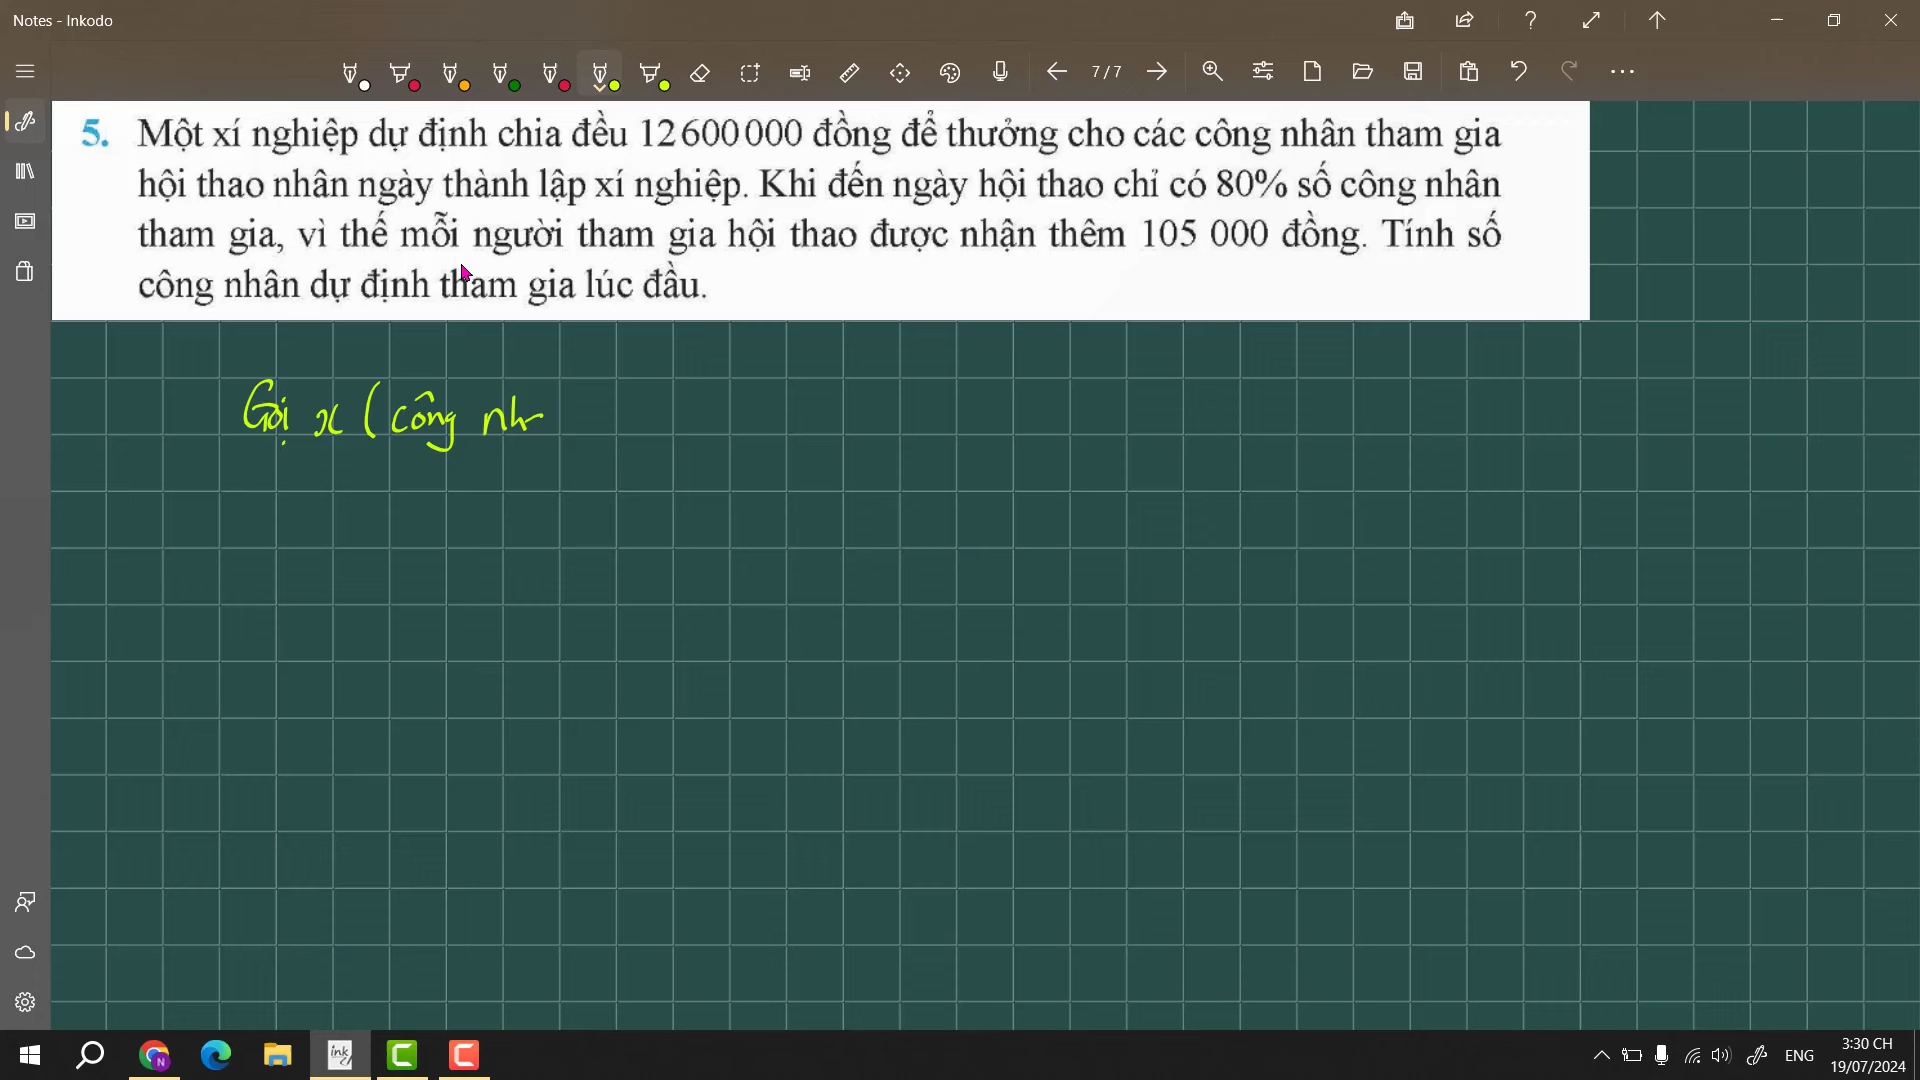 Notes - Inkodo
7 / 7
5. Một xí nghiệp dự định chia đều 12 600 000 đồng để thưởng cho các công nhân tham gia
hội thao nhân ngày thành lập xí nghiệp. Khi đến ngày hội thao chỉ có 80% số công nhân
tham gia, vì thế mỗi người tham gia hội thao được nhận thêm 105 000 đồng. Tính số
công nhân dự định tham gia lúc đầu.
Gọi x (công nh
N
ink
ENG
3:30 CH
19/07/2024